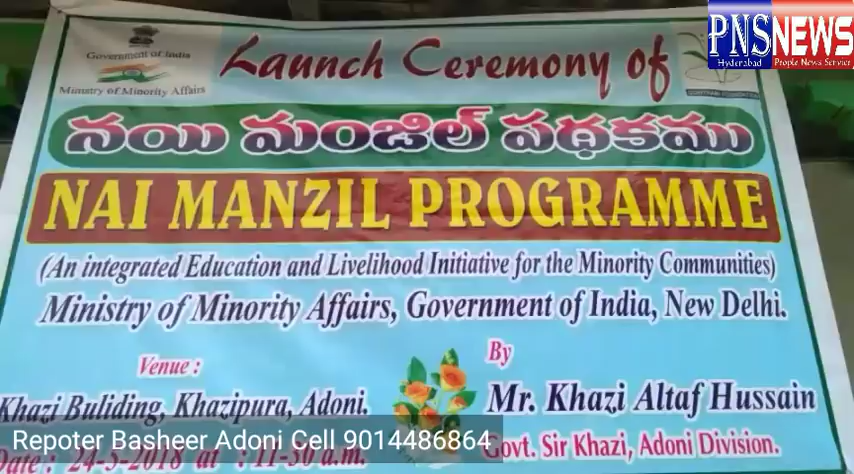 Government of India
Ministry of Minority Affairs
Launch Ceremony of
PNSNEWS
Hyderabad People News Service
నయి మంజిల్ పథకము
NAI MANZIL PROGRAMME
(An integrated Education and Livelihood Initiative for the Minority Communities)
Ministry of Minority Affairs, Government of India, New Delhi.
Venue :
Khazi Buliding, Khazipura, Adoni.
By
Mr. Khazi Altaf Hussain
Govt. Sir Khazi, Adoni Division.
Repoter Basheer Adoni Cell 9014486864
Date : 24-5-2018 at : 11-30 a.m.